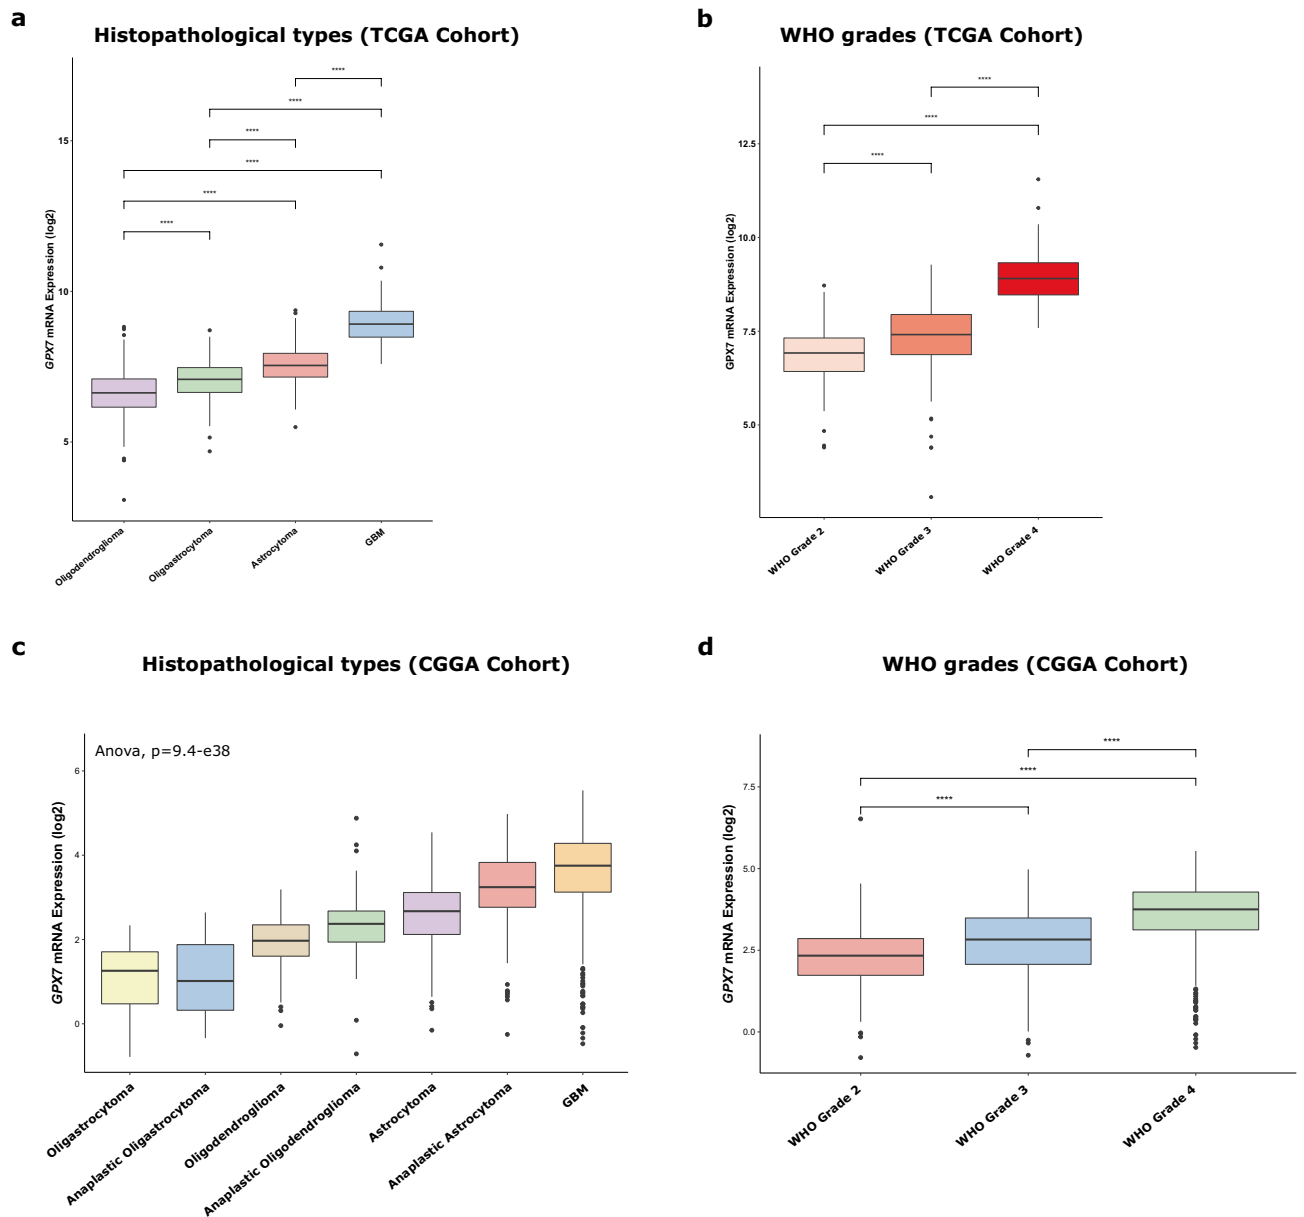 a
Histopathological types (TCGA Cohort)
GPX7 mRNA Expression (log2)
15
10
5
****
****
****
****
****
****
Oligodendroglioma
Oligoastrocytoma
Astrocytoma
GBM
b
WHO grades (TCGA Cohort)
GPX7 mRNA Expression (log2)
12.5
10.0
7.5
5.0
****
****
****
WHO Grade 2
WHO Grade 3
WHO Grade 4
c
Histopathological types (CGGA Cohort)
Anova, p=9.4-e38
GPX7 mRNA Expression (log2)
6
4
2
0
Oligastrocytoma
Anaplastic Oligastrocytoma
Oligodendroglioma
Anaplastic Oligodendroglioma
Astrocytoma
Anaplastic Astrocytoma
GBM
d
WHO grades (CGGA Cohort)
GPX7 mRNA Expression (log2)
7.5
5.0
2.5
0.0
****
****
****
WHO Grade 2
WHO Grade 3
WHO Grade 4